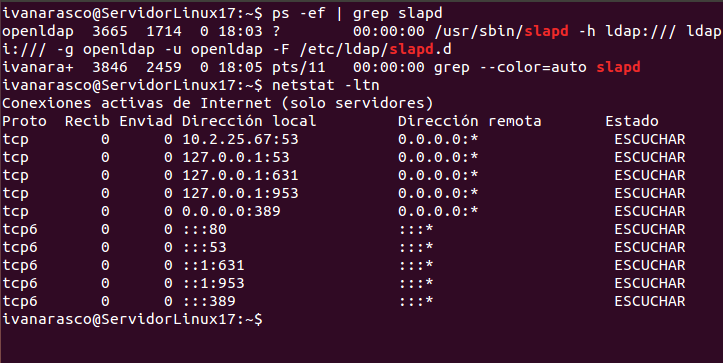 ivanarasco@ServidorLinux17:~$ ps -ef | grep slapd
openldap  3665  1714  0 18:03 ?        00:00:00 /usr/sbin/slapd -h ldap:/// ldap
i:/// -g openldap -u openldap -F /etc/ldap/slapd.d
ivanara+  3846  2459  0 18:05 pts/11   00:00:00 grep --color=auto slapd
ivanarasco@ServidorLinux17:~$ netstat -ltn
Conexiones activas de Internet (solo servidores)
Proto  Recib Enviad Dirección local         Dirección remota       Estado
tcp        0      0 10.2.25.67:53           0.0.0.0:*               ESCUCHAR
tcp        0      0 127.0.0.1:53            0.0.0.0:*               ESCUCHAR
tcp        0      0 127.0.0.1:631           0.0.0.0:*               ESCUCHAR
tcp        0      0 127.0.0.1:953           0.0.0.0:*               ESCUCHAR
tcp        0      0 0.0.0.0:389             0.0.0.0:*               ESCUCHAR
tcp6       0      0 :::80                   :::*                    ESCUCHAR
tcp6       0      0 :::53                   :::*                    ESCUCHAR
tcp6       0      0 ::1:631                 :::*                    ESCUCHAR
tcp6       0      0 ::1:953                 :::*                    ESCUCHAR
tcp6       0      0 :::389                  :::*                    ESCUCHAR
ivanarasco@ServidorLinux17:~$